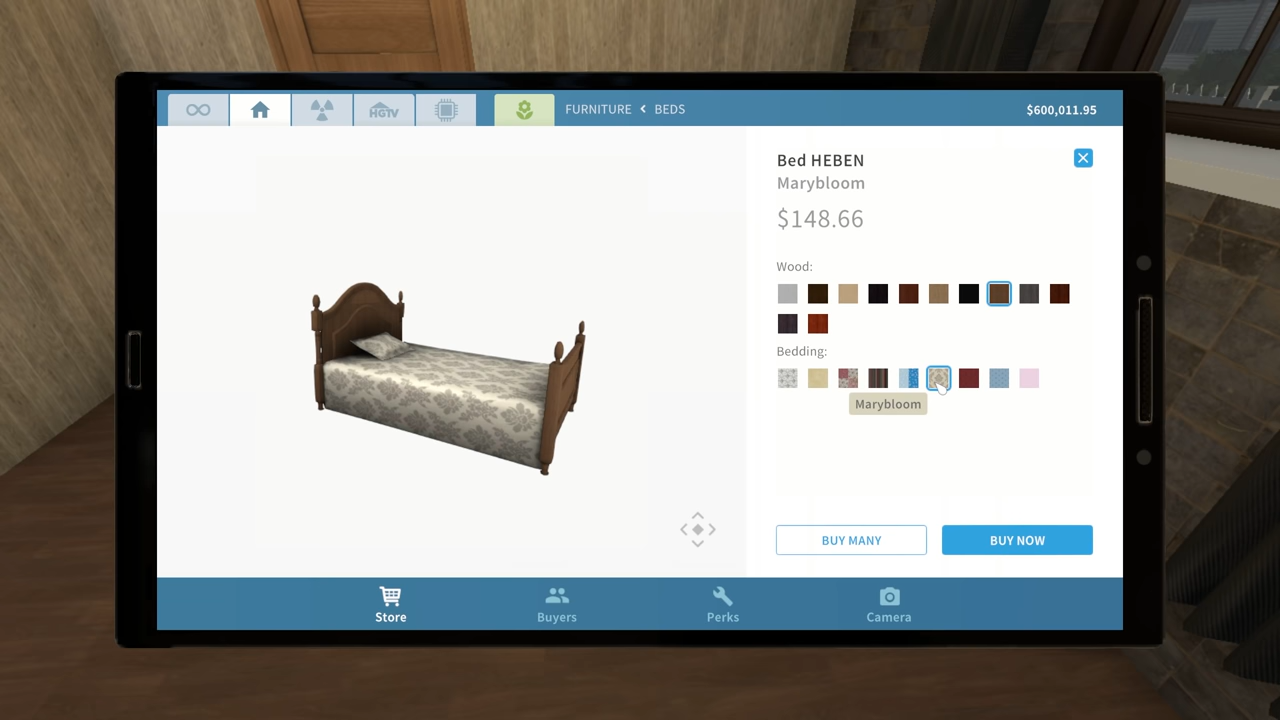 HGTV
FURNITURE < BEDS
$600,011.95
Bed HEBEN
Marybloom
$148.66
Wood:
Bedding:
Marybloom
BUY MANY
BUY NOW
Store
Buyers
Perks
Camera